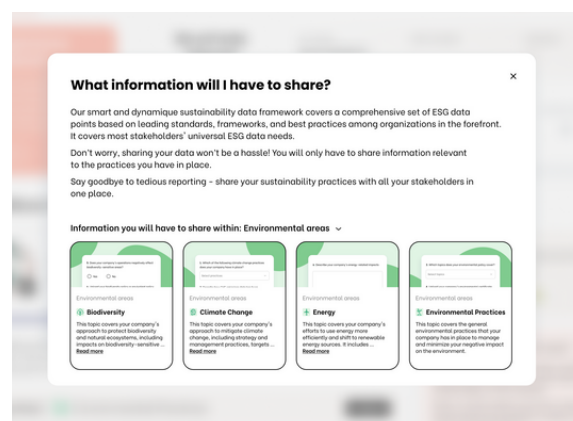 What information will I have to share?
Our smart and dynamique sustainability data framework covers a comprehensive set of ESG data
points based on leading standards, frameworks, and best practices among organizations in the forefront.
It covers most stakeholders' universal ESG data needs.
Don't worry, sharing your data won't be a hassle! You will only have to share information relevant
to the practices you have in place.
Say goodbye to tedious reporting - share your sustainability practices with all your stakeholders in
one place.
Information you will have to share within: Environmental areas
Environmental areas
Biodiversity
This topic covers your company's
approach to protect biodiversity
and natural ecosystems, including
impacts on biodiversity-sensitive ...
Read more
Environmental areas
Climate Change
This topic covers your company's
approach to mitigate climate
change, including strategy and
management practices, targets ...
Read more
Environmental areas
Energy
This topic covers your company's
efforts to use energy more
efficiently and shift to renewable
energy sources. It includes ...
Read more
Environmental areas
Environmental Practices
This topic covers the general
environmental practices that your
company has in place to manage
and minimize your negative impact
on the environment.